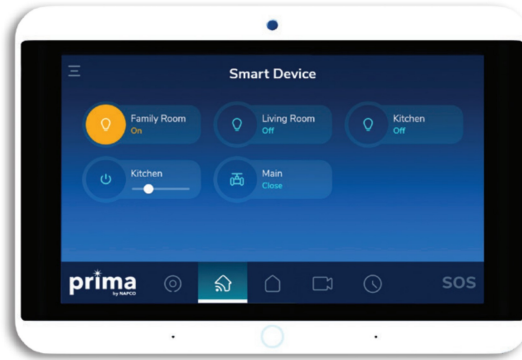 Smart Device
Family Room
On
Living Room
Off
Kitchen
Off
Kitchen
Main
Close
prima
by NAPCO
SOS